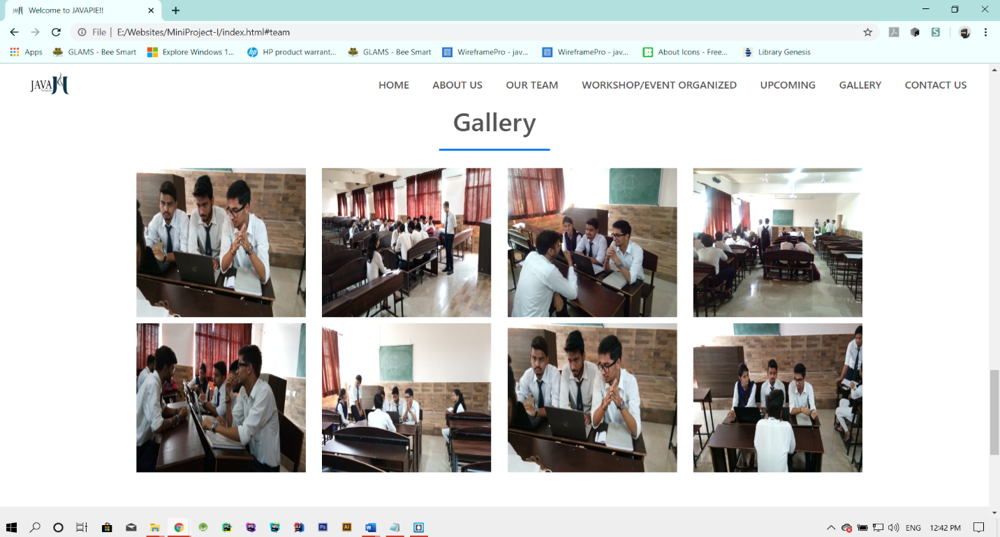 Welcome to JAVAPIE!!
File | E:/Websites/MiniProject-I/index.html#team
Apps GLAMS - Bee Smart Explore Windows 1... HP product warrant... GLAMS - Bee Smart WireframePro - jav... WireframePro - jav... About Icons - Free... Library Genesis
JAVA HOME ABOUT US OUR TEAM WORKSHOP/EVENT ORGANIZED UPCOMING GALLERY CONTACT US
Gallery
ENG 12:42 PM